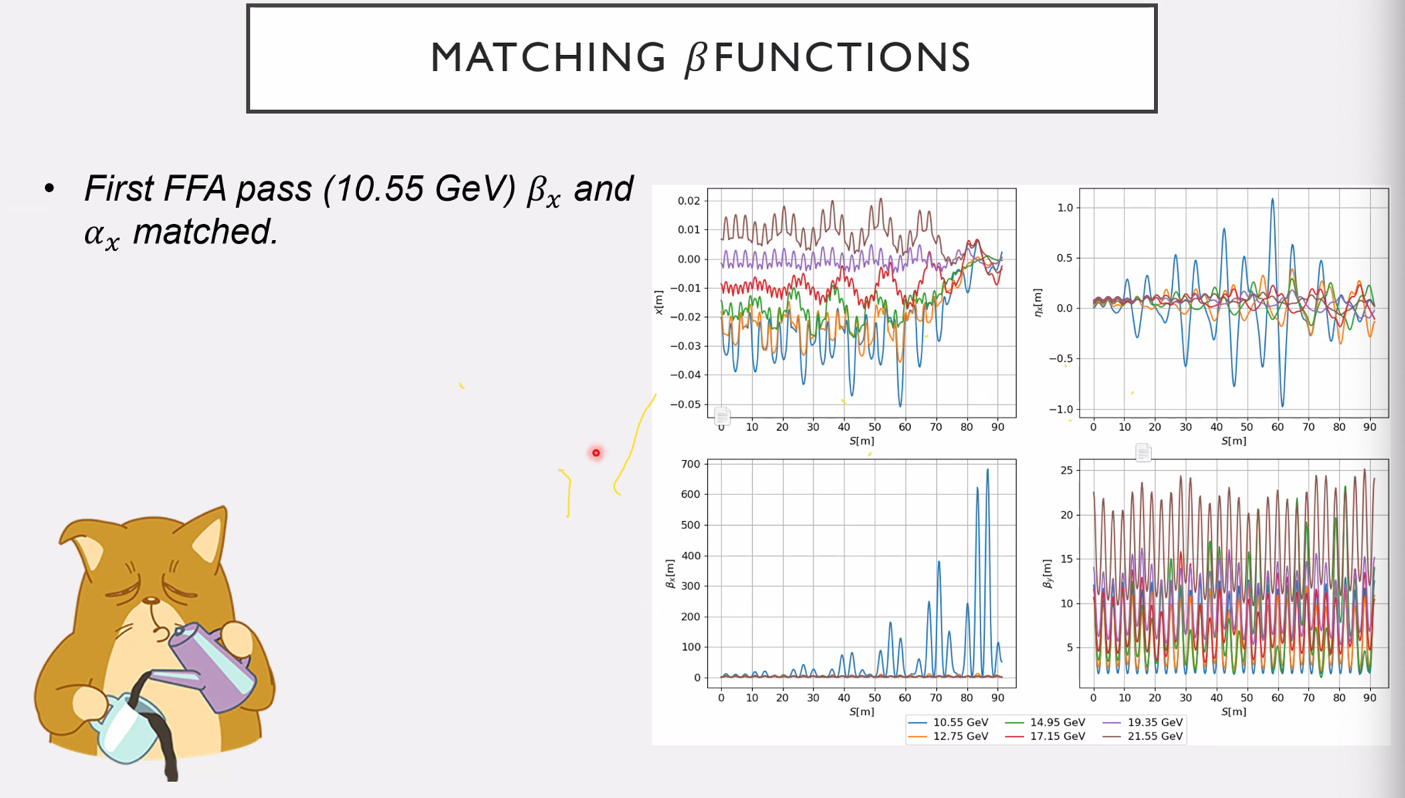 MATCHING β FUNCTIONS
• First FFA pass (10.55 GeV) βₓ and
αₓ matched.
x[m]
0.02
0.01
0.00
−0.01
−0.02
−0.03
−0.04
−0.05
0 10 20 30 40 50 60 70 80 90
S[m]
ηₓ[m]
1.0
0.5
0.0
−0.5
−1.0
0 10 20 30 40 50 60 70 80 90
S[m]
βₓ[m]
700
600
500
400
300
200
100
0
0 10 20 30 40 50 60 70 80 90
S[m]
βy[m]
25
20
15
10
5
0 10 20 30 40 50 60 70 80 90
S[m]
10.55 GeV 14.95 GeV 19.35 GeV
12.75 GeV 17.15 GeV 21.55 GeV